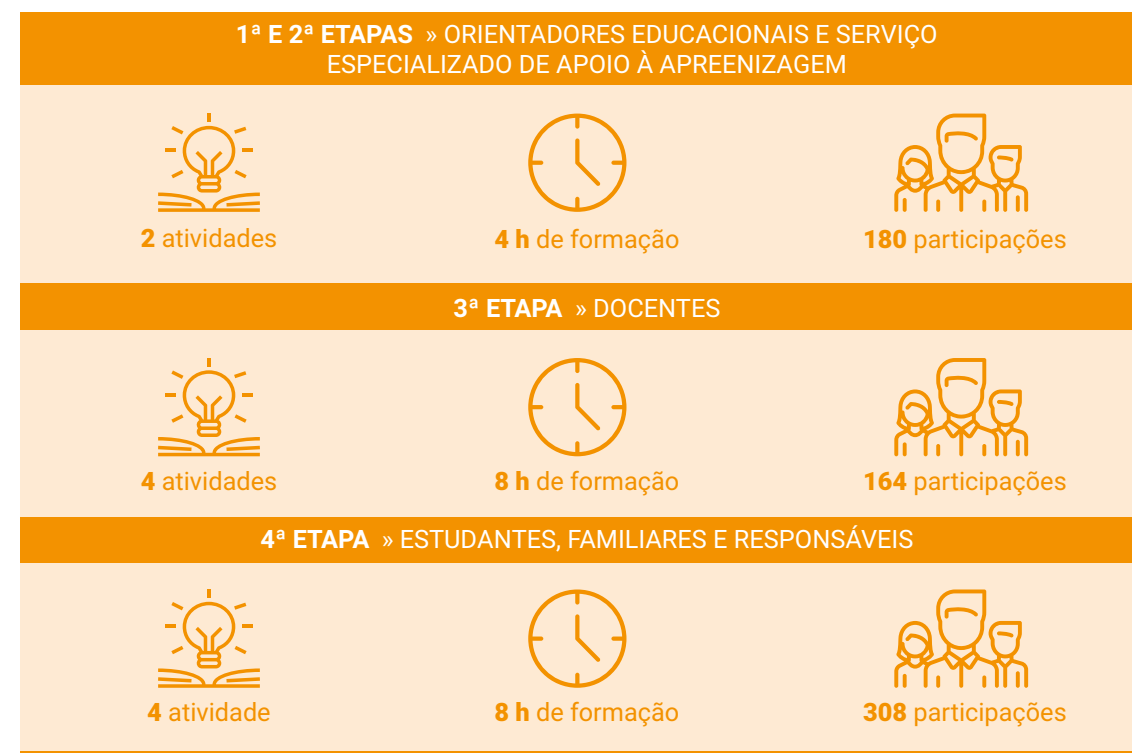 1ª E 2ª ETAPAS » ORIENTADORES EDUCACIONAIS E SERVIÇO
ESPECIALIZADO DE APOIO À APREENIZAGEM
2 atividades
4 h de formação
180 participações
3ª ETAPA » DOCENTES
4 atividades
8 h de formação
164 participações
4ª ETAPA » ESTUDANTES, FAMILIARES E RESPONSÁVEIS
4 atividade
8 h de formação
308 participações